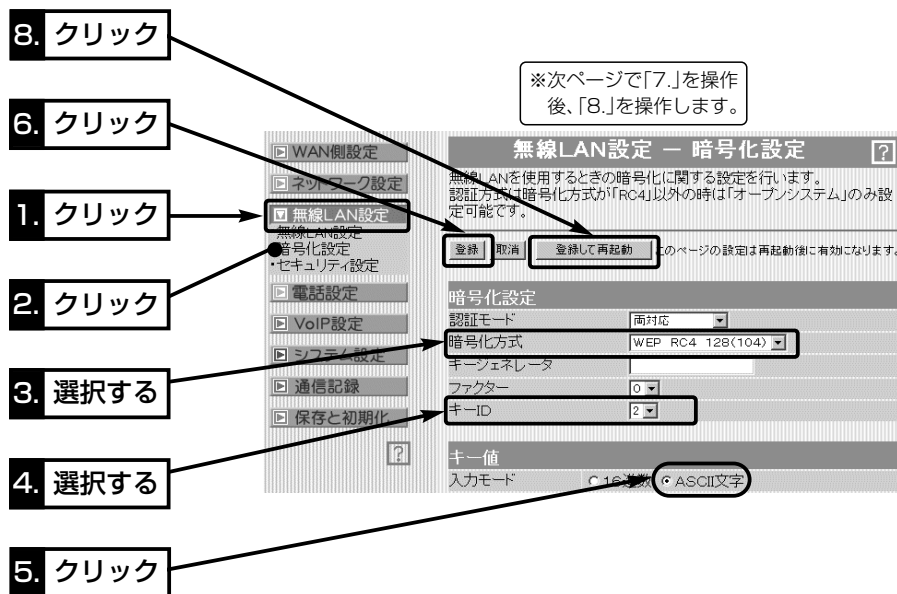 8. クリック
※次ページで「7.」を操作
後、「8.」を操作します。
6. クリック
1. クリック
2. クリック
3. 選択する
4. 選択する
5. クリック
WAN側設定
ネットワーク設定
無線LAN設定
無線LAN設定
暗号化設定
・セキュリティ設定
電話設定
VoIP設定
システム設定
通信記録
保存と初期化
?
無線LAN設定 － 暗号化設定
?
無線LANを使用するときの暗号化に関する設定を行います。
認証方式は暗号化方式が「RC4」以外の時は「オープンシステム」のみ設
定可能です。
登録 取消 登録して再起動 このページの設定は再起動後に有効になります。
暗号化設定
認証モード 両対応
暗号化方式 WEP RC4 128(104)
キージェネレータ
ファクター 0
キーID 2
キー値
入力モード 16進数 ASCII文字